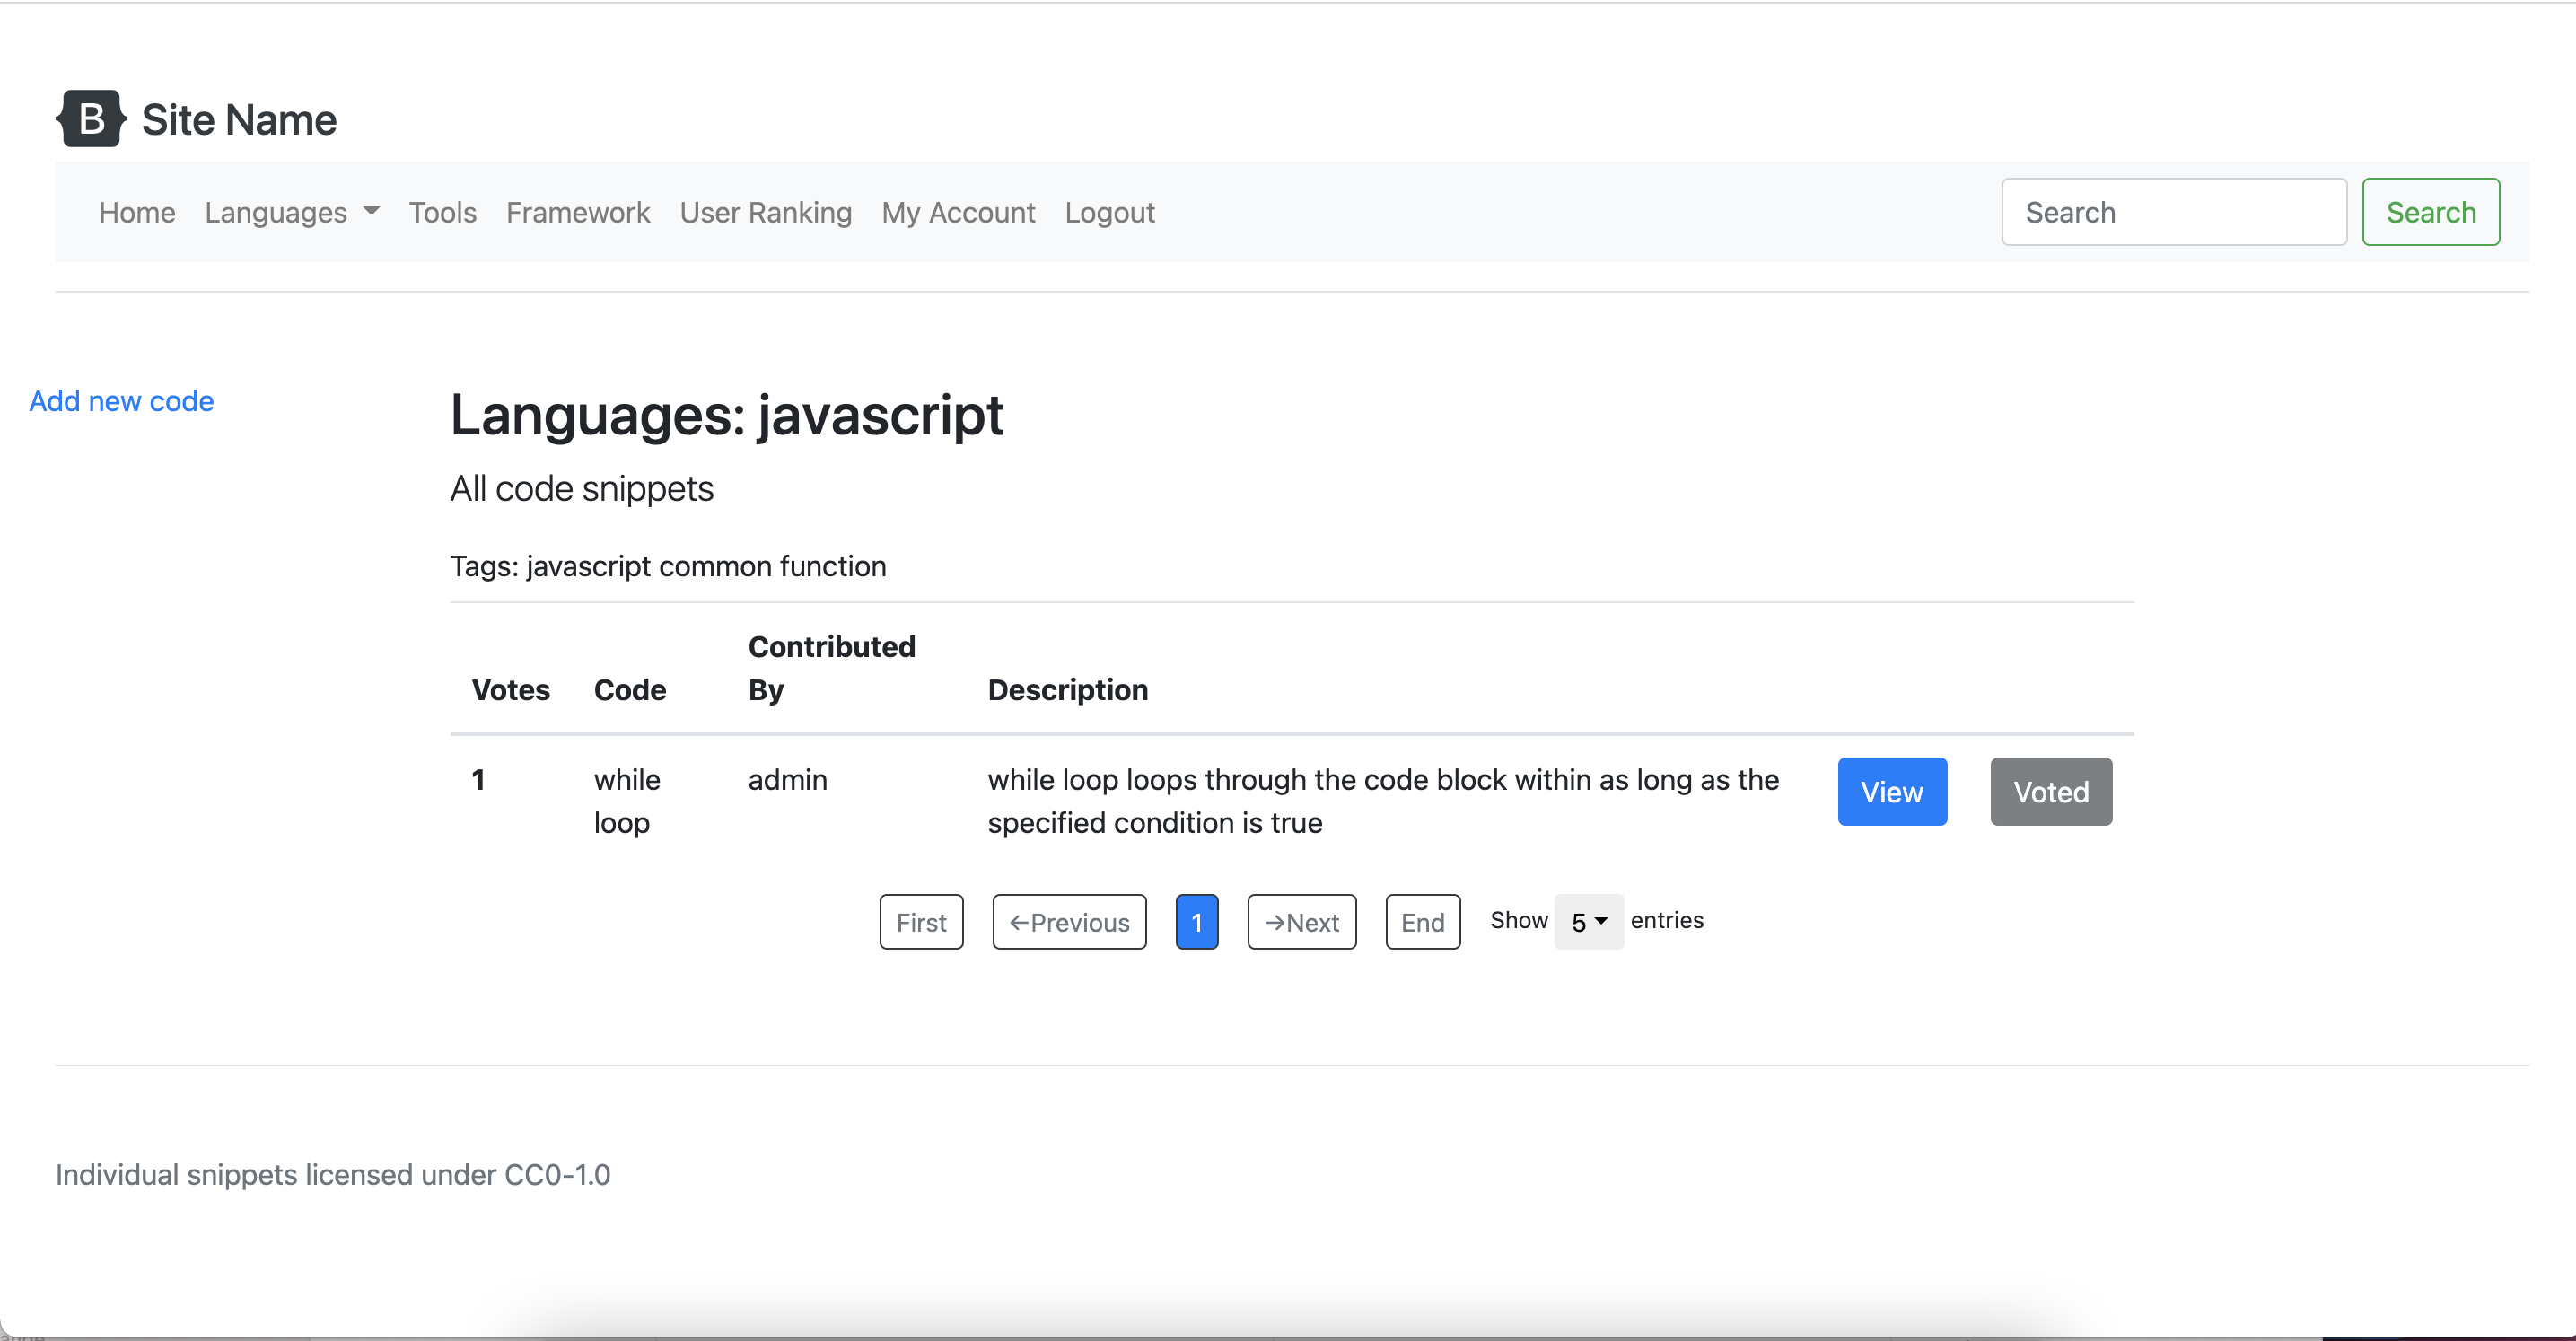 B Site Name
Home Languages Tools Framework User Ranking My Account Logout Search Search
Add new code
Languages: javascript
All code snippets
Tags: javascript common function
Votes Code Contributed By Description
1 while loop admin while loop loops through the code block within as long as the
specified condition is true View Voted
First ←Previous 1 →Next End Show 5 entries
Individual snippets licensed under CC0-1.0